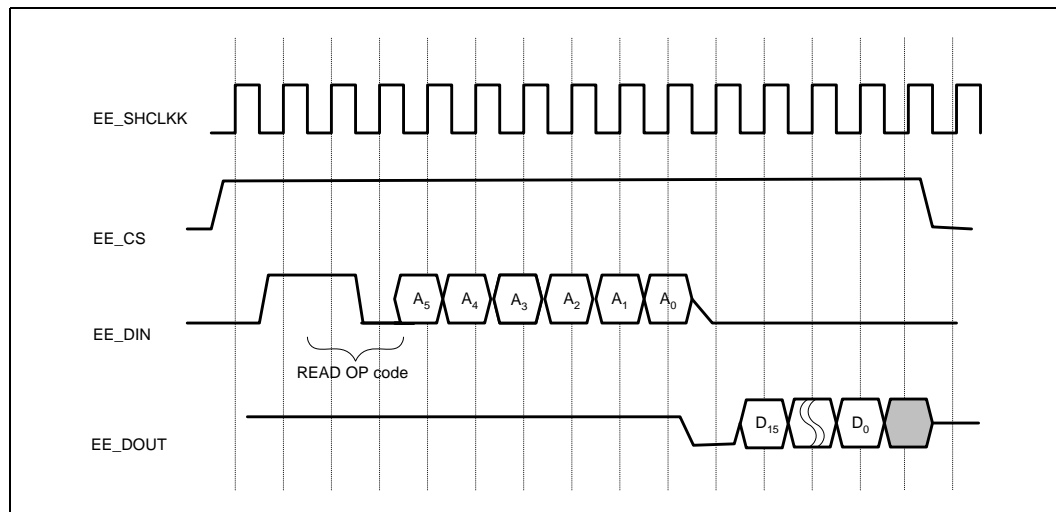 EE_SHCLKK
EE_CS
A5 A4 A3 A2 A1 A0
EE_DIN
READ OP code
D15 D0
EE_DOUT